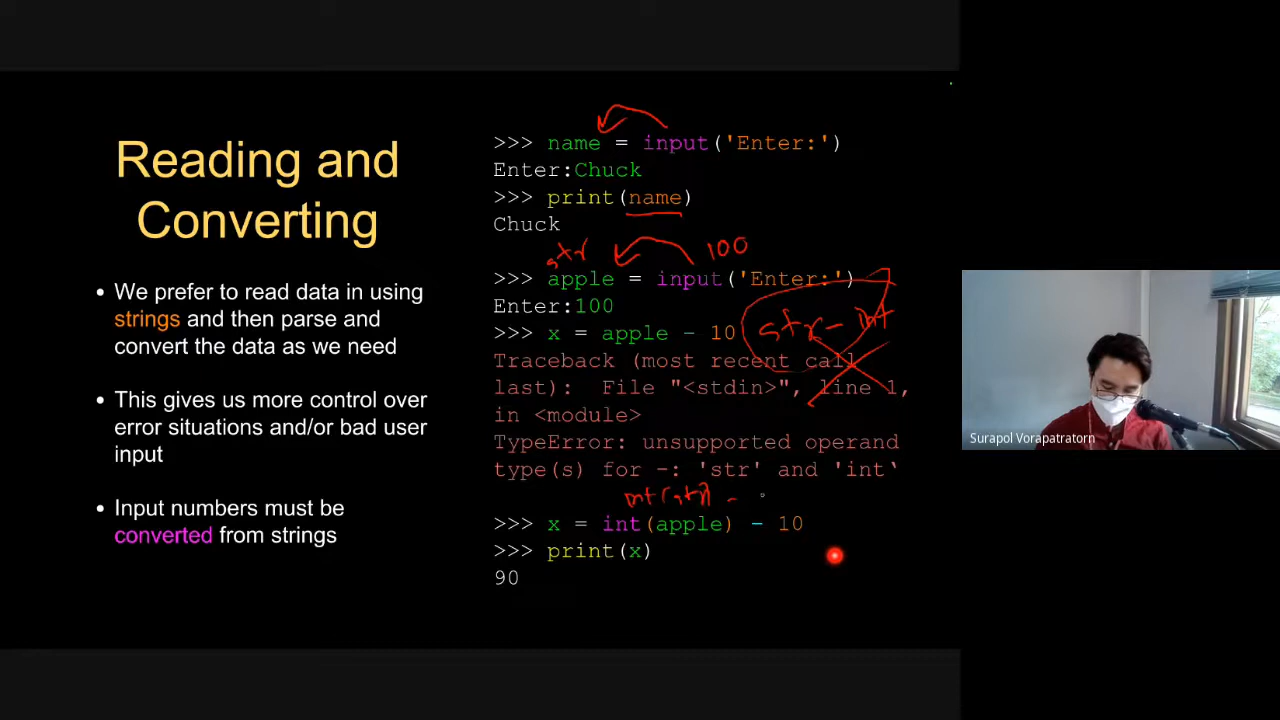 Reading and
Converting
• We prefer to read data in using
strings and then parse and
convert the data as we need
• This gives us more control over
error situations and/or bad user
input
• Input numbers must be
converted from strings
>>> name = input('Enter:')
Enter:Chuck
>>> print(name)
Chuck
str 100
>>> apple = input('Enter:')
Enter:100
>>> x = apple - 10
str - int
Traceback (most recent call
last): File "<stdin>", line 1,
in <module>
TypeError: unsupported operand
type(s) for -: 'str' and 'int'
int(str) -
>>> x = int(apple) - 10
>>> print(x)
90
Surapol Vorapatratorn